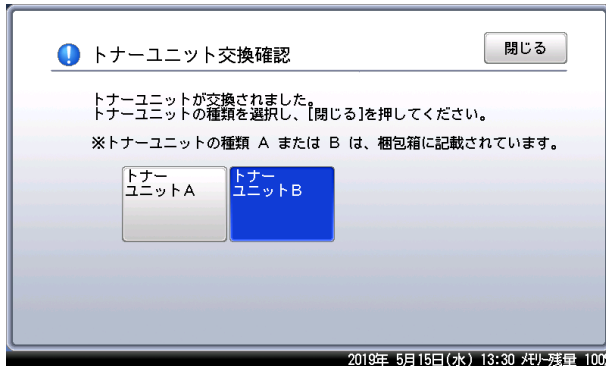 トナーユニット交換確認
閉じる
トナーユニットが交換されました。
トナーユニットの種類を選択し、[閉じる]を押してください。
※トナーユニットの種類 A または B は、梱包箱に記載されています。
トナー
ユニットA
トナー
ユニットB
2019年 5月15日(水) 13:30 メモリー残量 100%